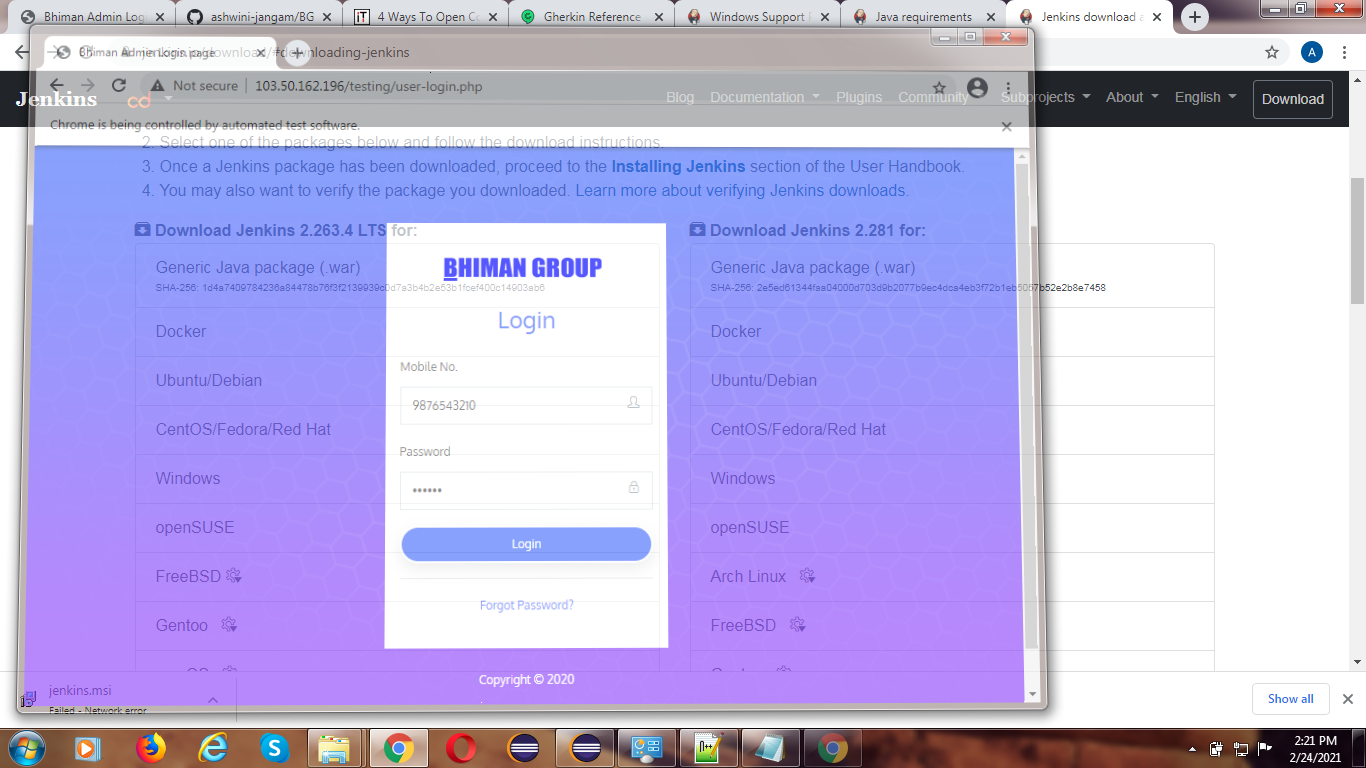 Bhiman Admin Log
ashwini-jangam/BG
4 Ways To Open Co
Gherkin Reference
Windows Support P
Java requirements
Jenkins download a
Bhiman Admin Login page
jenkins.io/download/#downloading-jenkins
Not secure | 103.50.162.196/testing/user-login.php
Jenkins
cd
Blog
Documentation
Plugins
Community
Subprojects
About
English
Download
Chrome is being controlled by automated test software.
2. Select one of the packages below and follow the download instructions.
3. Once a Jenkins package has been downloaded, proceed to the Installing Jenkins section of the User Handbook.
4. You may also want to verify the package you downloaded. Learn more about verifying Jenkins downloads.
Download Jenkins 2.263.4 LTS for:
Generic Java package (.war)
Docker
Ubuntu/Debian
CentOS/Fedora/Red Hat
Windows
openSUSE
FreeBSD
Gentoo
BHIMAN GROUP
Login
Mobile No.
9876543210
Password
••••••
Login
Forgot Password?
Copyright © 2020
Download Jenkins 2.281 for:
Generic Java package (.war)
Docker
Ubuntu/Debian
CentOS/Fedora/Red Hat
Windows
openSUSE
Arch Linux
FreeBSD
jenkins.msi
Failed - Network error
Show all
2:21 PM
2/24/2021